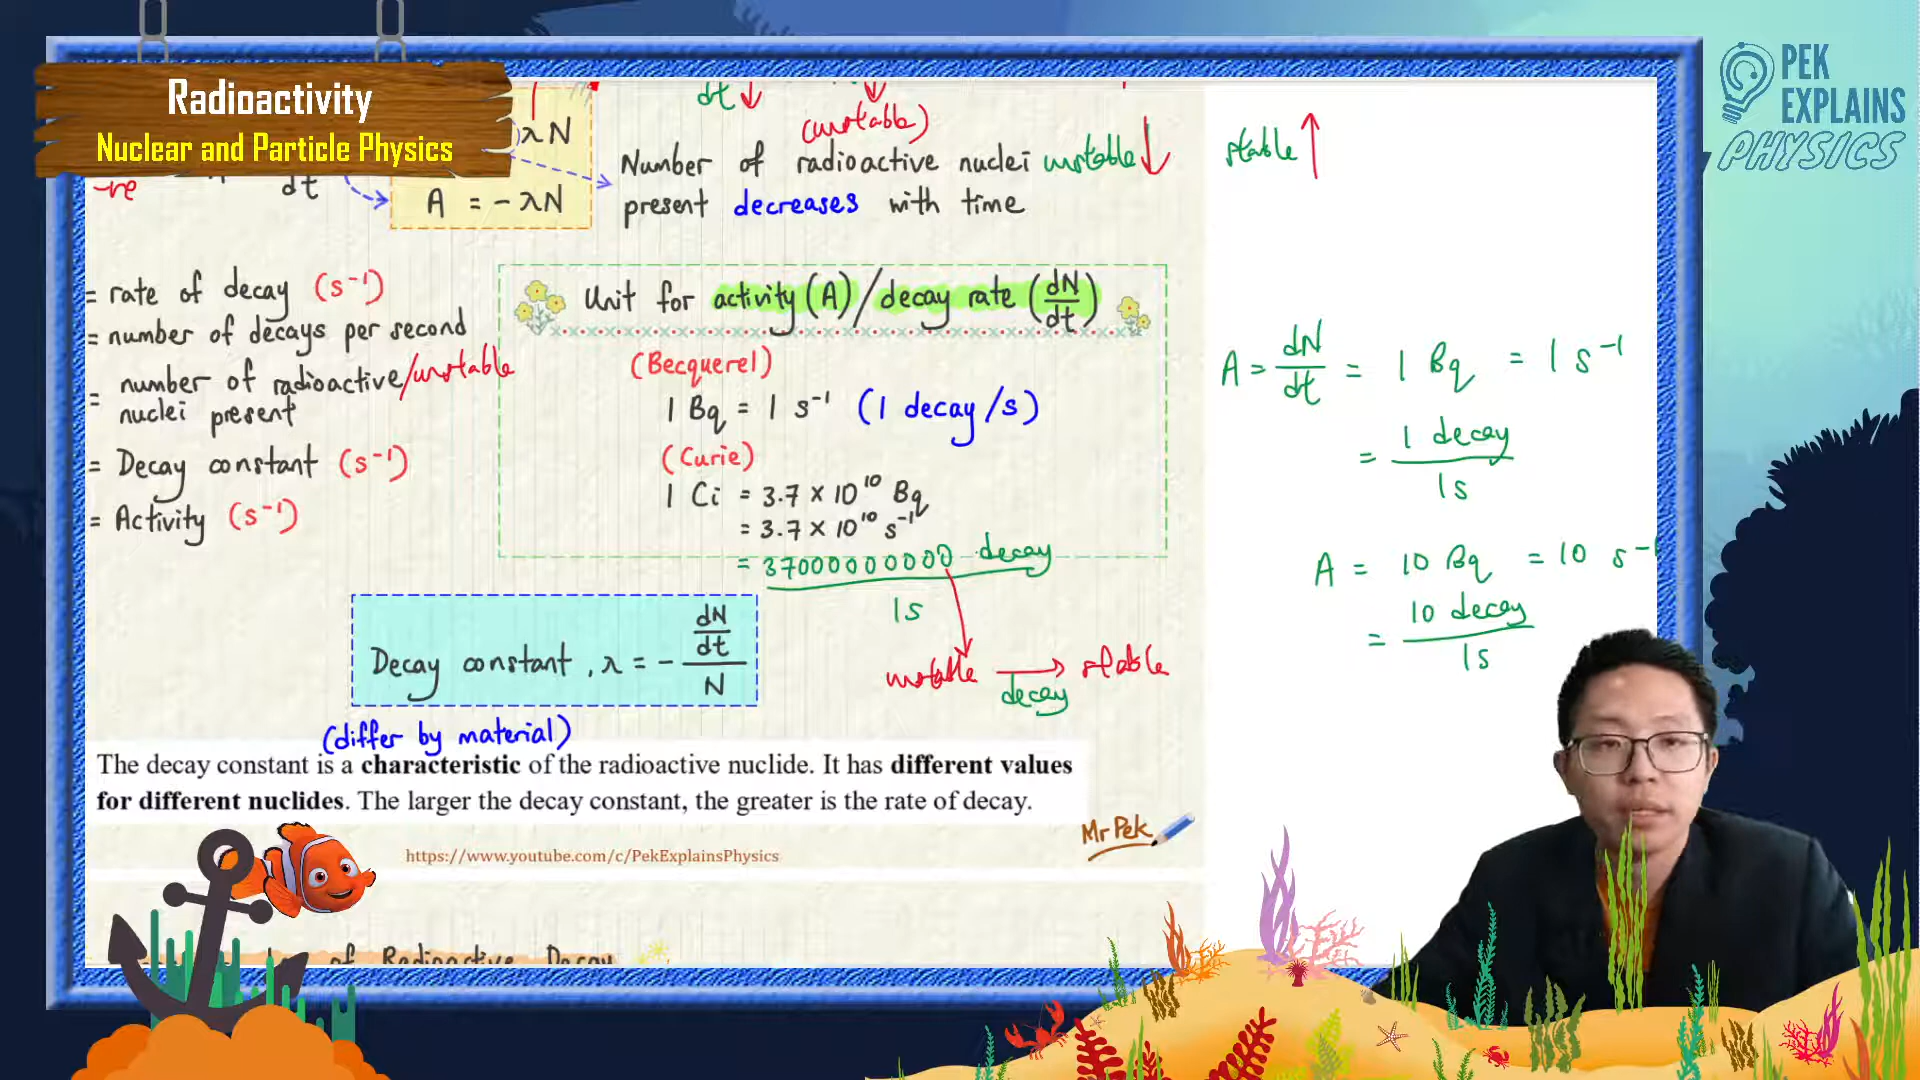 Radioactivity
Nuclear and Particle Physics
PEK
EXPLAINS
PHYSICS
dt ↓ ↓
(unstable)
λN
-ve
dt
A = - λN
Number of radioactive nuclei unstable ↓
present decreases with time
stable ↑
= rate of decay (s⁻¹)
= number of decays per second
= number of radioactive/unstable
nuclei present
= Decay constant (s⁻¹)
= Activity (s⁻¹)
Unit for activity (A) / decay rate (dN/dt)
(Becquerel)
1 Bq = 1 s⁻¹ (1 decay/s)
(Curie)
1 Ci = 3.7 × 10¹⁰ Bq
= 3.7 × 10¹⁰ s⁻¹
= 37000000000 decay
1s
unstable → stable
decay
A = dN/dt = 1 Bq = 1 s⁻¹
= 1 decay
1s
A = 10 Bq = 10 s⁻¹
= 10 decay
1s
Decay constant, λ = - dN/dt
N
(differ by material)
The decay constant is a characteristic of the radioactive nuclide. It has different values
for different nuclides. The larger the decay constant, the greater is the rate of decay.
Mr Pek
https://www.youtube.com/c/PekExplainsPhysics
of Radioactive Decay